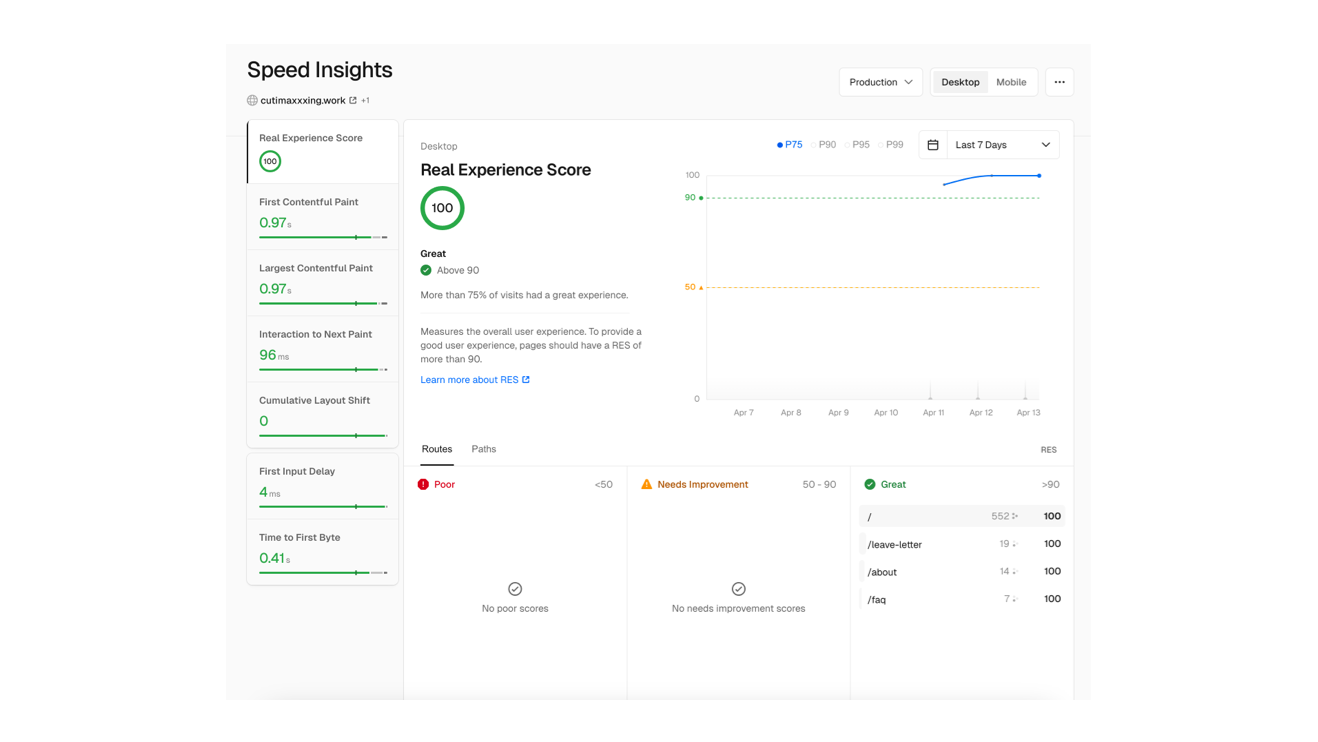 Speed Insights
cutimaxxxing.work +1
Production
Desktop Mobile
Real Experience Score
100
First Contentful Paint
0.97s
Largest Contentful Paint
0.97s
Interaction to Next Paint
96 ms
Cumulative Layout Shift
0
First Input Delay
4 ms
Time to First Byte
0.41s
Desktop
Real Experience Score
100
Great
Above 90
More than 75% of visits had a great experience.
Measures the overall user experience. To provide a
good user experience, pages should have a RES of
more than 90.
Learn more about RES
P75 P90 P95 P99
Last 7 Days
100
90
50
0
Apr 7 Apr 8 Apr 9 Apr 10 Apr 11 Apr 12 Apr 13
Routes Paths RES
Poor <50
No poor scores
Needs Improvement 50 - 90
No needs improvement scores
Great >90
/ 552 100
/leave-letter 19 100
/about 14 100
/faq 7 100